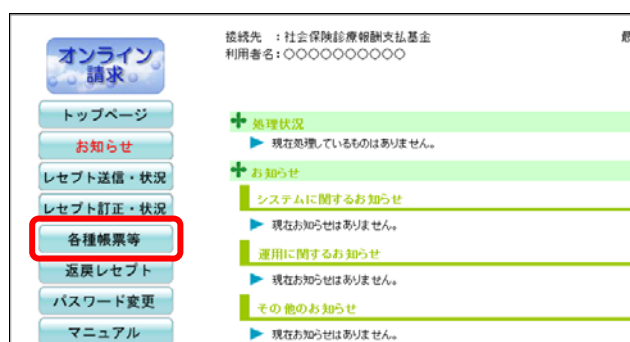 オンライン
請求
トップページ
お知らせ
レセプト送信・状況
レセプト訂正・状況
各種帳票等
返戻レセプト
パスワード変更
マニュアル
接続先 :社会保険診療報酬支払基金
利用者名:〇〇〇〇〇〇〇〇〇〇
処理状況
現在処理しているものはありません。
お知らせ
システムに関するお知らせ
現在お知らせはありません。
運用に関するお知らせ
現在お知らせはありません。
その他のお知らせ
現在お知らせはありません。